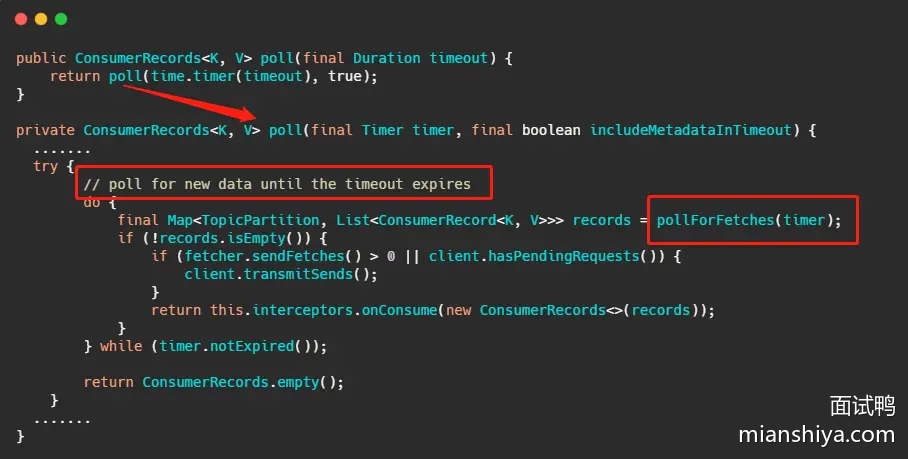 public ConsumerRecords<K, V> poll(final Duration timeout) {
    return poll(time.timer(timeout), true);
}

private ConsumerRecords<K, V> poll(final Timer timer, final boolean includeMetadataInTimeout) {
  .......
  try {
        // poll for new data until the timeout expires
        do {
            final Map<TopicPartition, List<ConsumerRecord<K, V>>> records = pollForFetches(timer);
            if (!records.isEmpty()) {
                if (fetcher.sendFetches() > 0 || client.hasPendingRequests()) {
                    client.transmitSends();
                }
                return this.interceptors.onConsume(new ConsumerRecords<>(records));
            }
        } while (timer.notExpired());

        return ConsumerRecords.empty();
    }
  .......
}
面试鸭
mianshiya.com